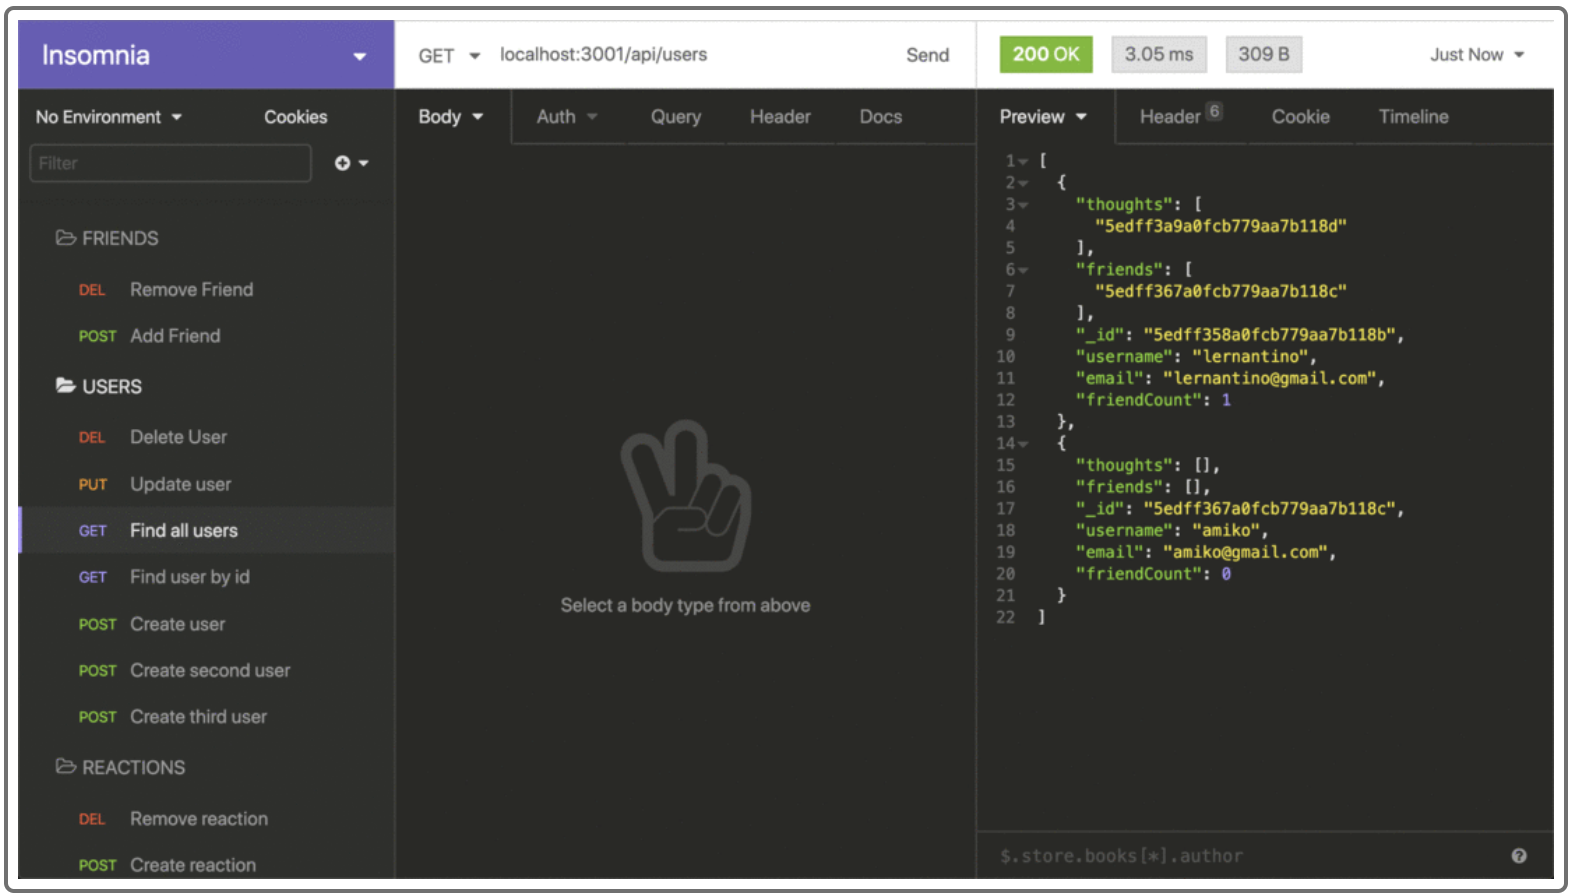 Insomnia
GET localhost:3001/api/users Send
200 OK 3.05 ms 309 B Just Now
No Environment Cookies
Filter
FRIENDS
DEL Remove Friend
POST Add Friend
USERS
DEL Delete User
PUT Update user
GET Find all users
GET Find user by id
POST Create user
POST Create second user
POST Create third user
REACTIONS
DEL Remove reaction
POST Create reaction
Body Auth Query Header Docs
Select a body type from above
Preview Header 6 Cookie Timeline
1 [
2 {
3 "thoughts": [
4 "5edff3a9a0fcb779aa7b118d"
5 ],
6 "friends": [
7 "5edff367a0fcb779aa7b118c"
8 ],
9 "_id": "5edff358a0fcb779aa7b118b",
10 "username": "lernantino",
11 "email": "lernantino@gmail.com",
12 "friendCount": 1
13 },
14 {
15 "thoughts": [],
16 "friends": [],
17 "_id": "5edff367a0fcb779aa7b118c",
18 "username": "amiko",
19 "email": "amiko@gmail.com",
20 "friendCount": 0
21 }
22 ]
$.store.books[*].author